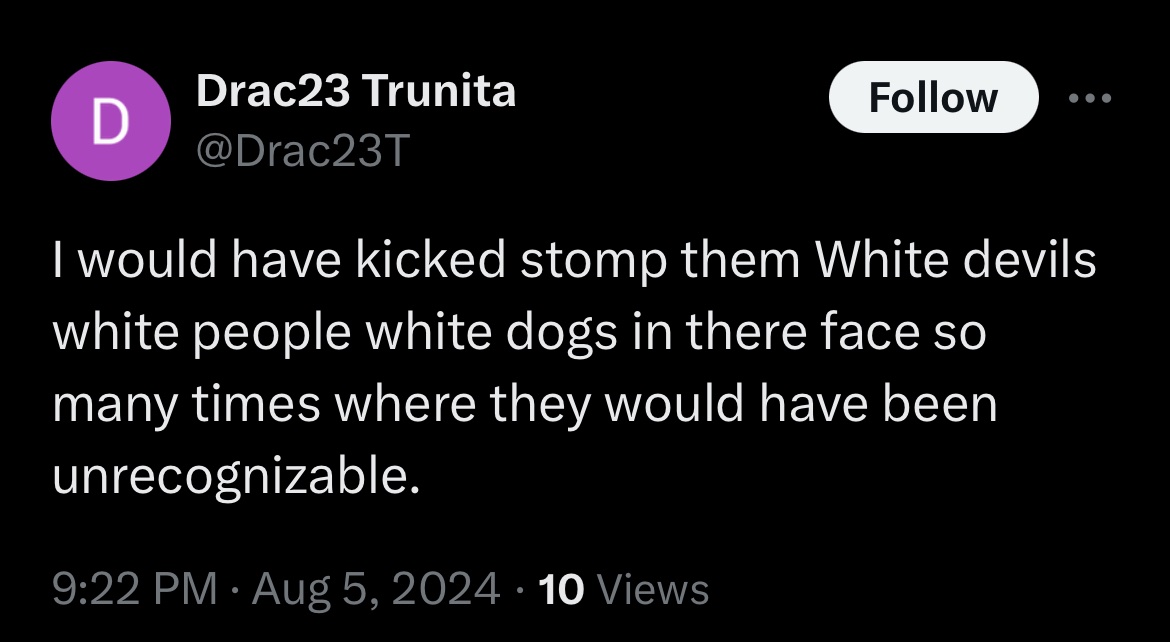 D
Drac23 Trunita
@Drac23T
Follow
I would have kicked stomp them White devils
white people white dogs in there face so
many times where they would have been
unrecognizable.
9:22 PM · Aug 5, 2024 · 10 Views